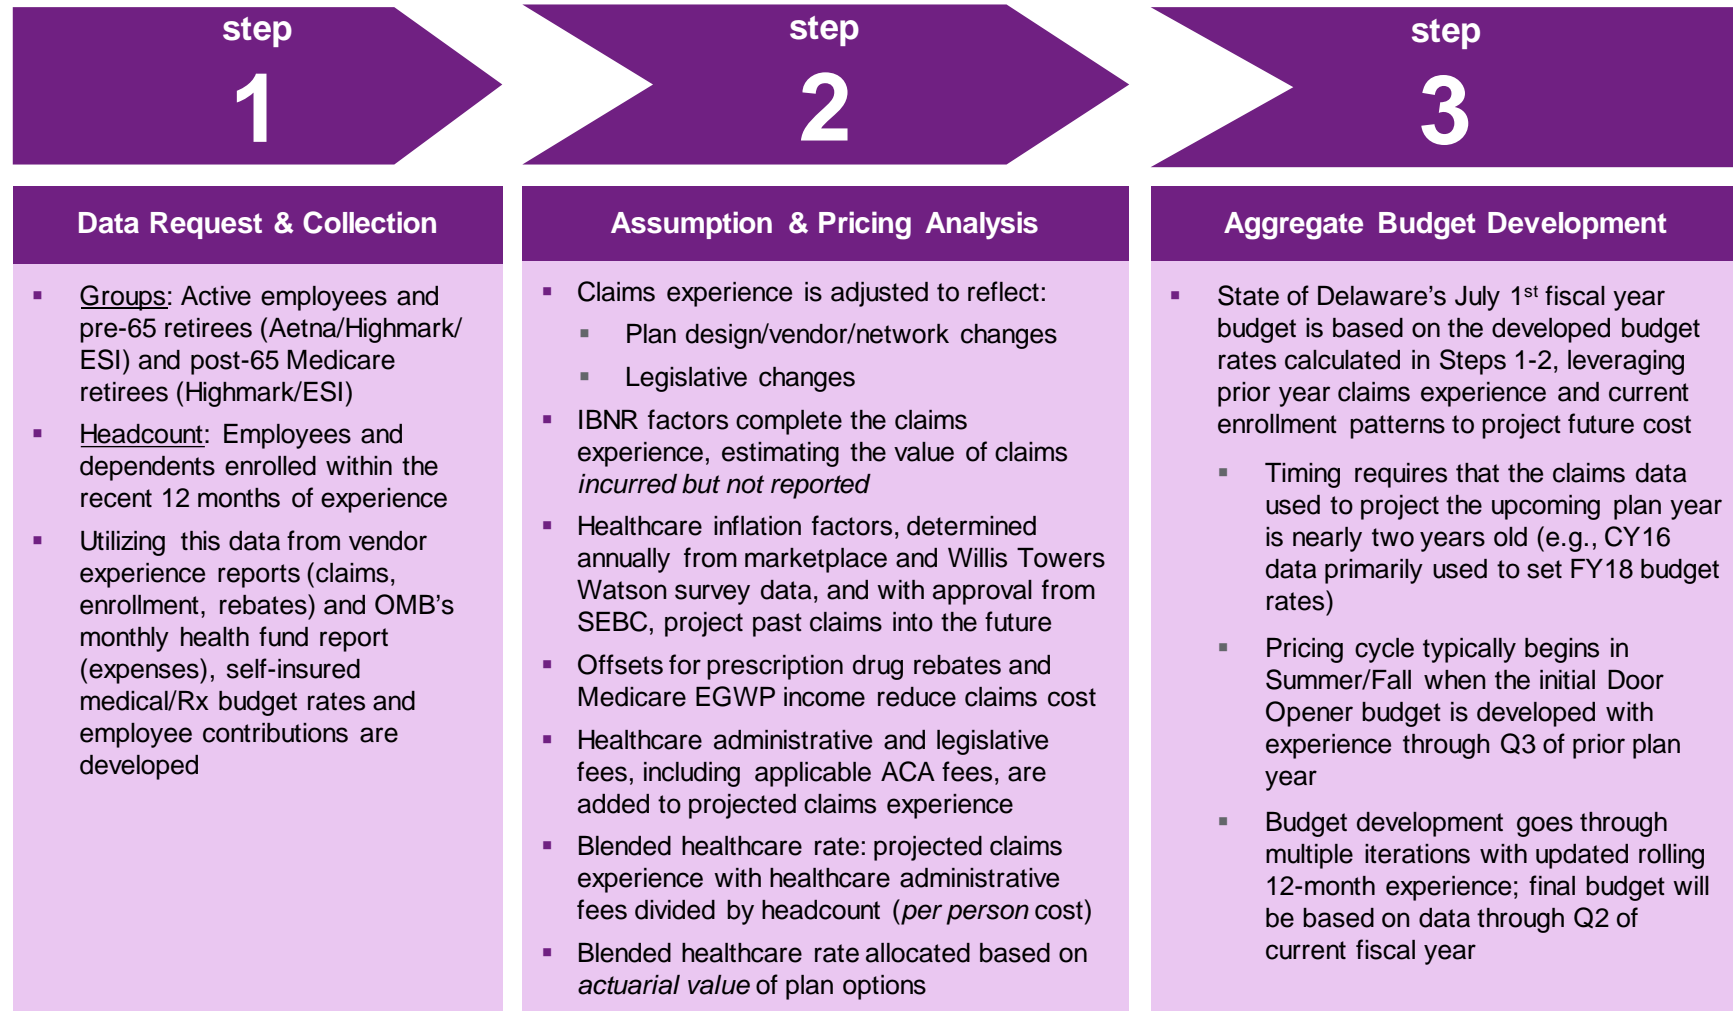 step
1
step
2
step
3
Data Request & Collection
▪ Groups: Active employees and
pre-65 retirees (Aetna/Highmark/
ESI) and post-65 Medicare
retirees (Highmark/ESI)
▪ Headcount: Employees and
dependents enrolled within the
recent 12 months of experience
▪ Utilizing this data from vendor
experience reports (claims,
enrollment, rebates) and OMB's
monthly health fund report
(expenses), self-insured
medical/Rx budget rates and
employee contributions are
developed
Assumption & Pricing Analysis
▪ Claims experience is adjusted to reflect:
▪ Plan design/vendor/network changes
▪ Legislative changes
▪ IBNR factors complete the claims
experience, estimating the value of claims
incurred but not reported
▪ Healthcare inflation factors, determined
annually from marketplace and Willis Towers
Watson survey data, and with approval from
SEBC, project past claims into the future
▪ Offsets for prescription drug rebates and
Medicare EGWP income reduce claims cost
▪ Healthcare administrative and legislative
fees, including applicable ACA fees, are
added to projected claims experience
▪ Blended healthcare rate: projected claims
experience with healthcare administrative
fees divided by headcount (per person cost)
▪ Blended healthcare rate allocated based on
actuarial value of plan options
Aggregate Budget Development
▪ State of Delaware's July 1st fiscal year
budget is based on the developed budget
rates calculated in Steps 1-2, leveraging
prior year claims experience and current
enrollment patterns to project future cost
▪ Timing requires that the claims data
used to project the upcoming plan year
is nearly two years old (e.g., CY16
data primarily used to set FY18 budget
rates)
▪ Pricing cycle typically begins in
Summer/Fall when the initial Door
Opener budget is developed with
experience through Q3 of prior plan
year
▪ Budget development goes through
multiple iterations with updated rolling
12-month experience; final budget will
be based on data through Q2 of
current fiscal year